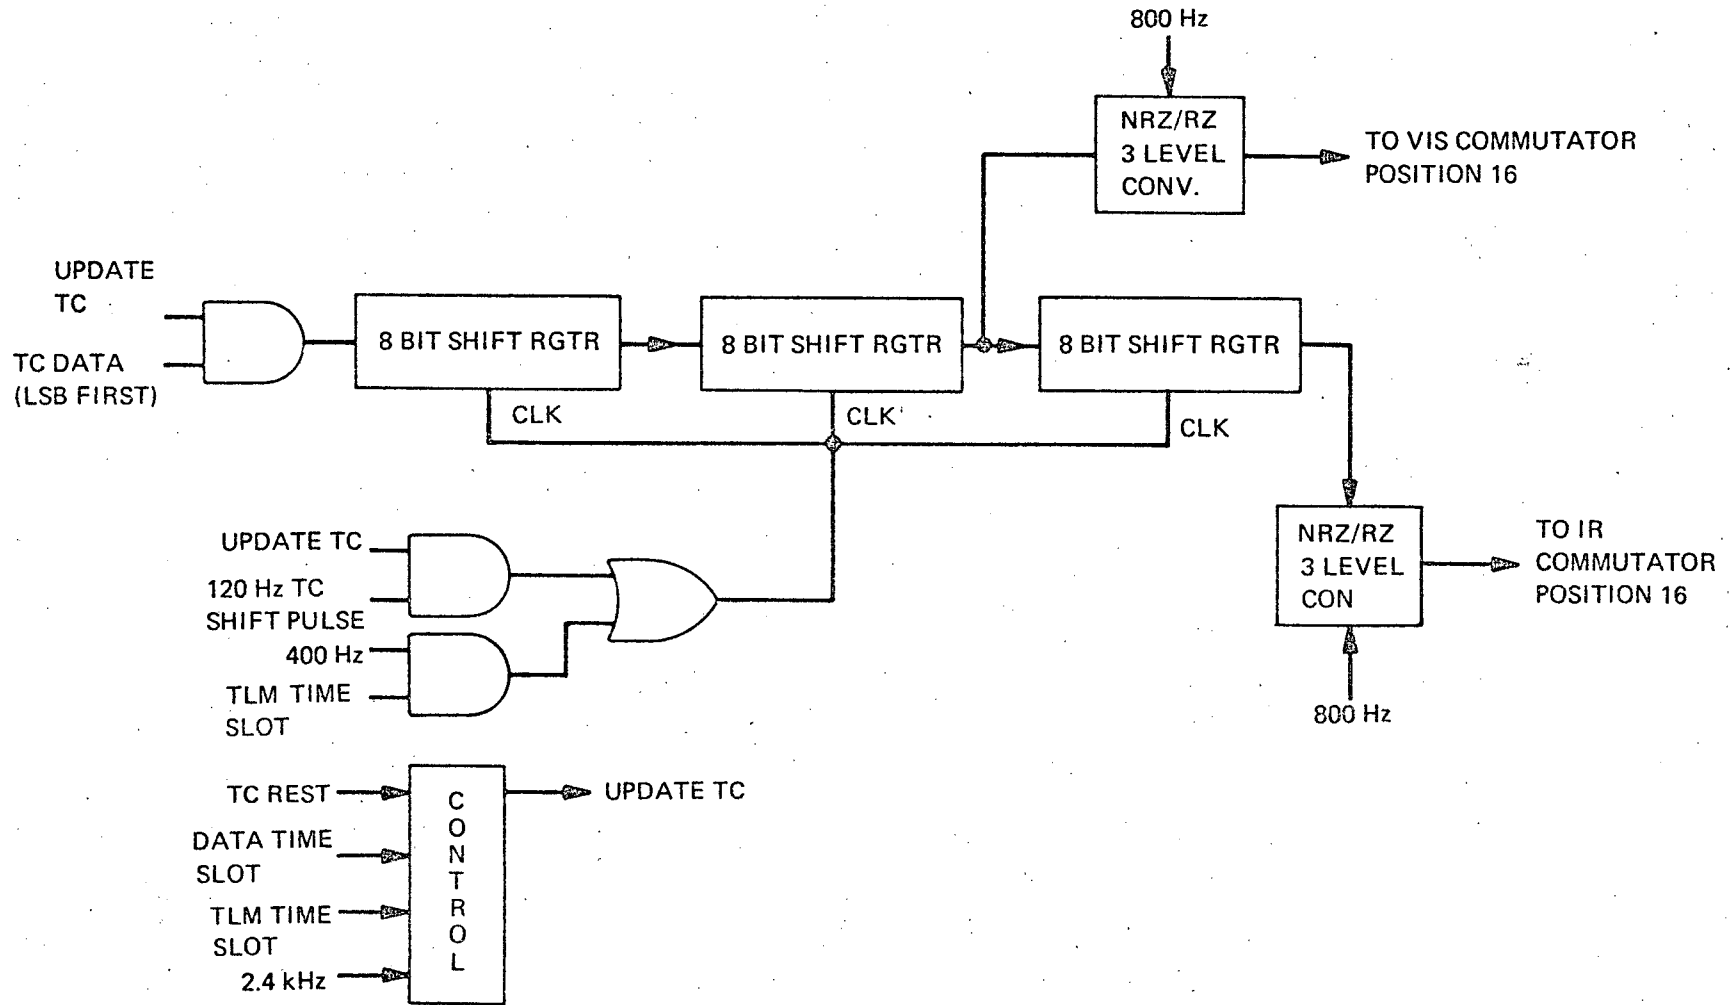 800 Hz
NRZ/RZ
3 LEVEL
CONV.
TO VIS COMMUTATOR
POSITION 16
UPDATE
TC
TC DATA
(LSB FIRST)
8 BIT SHIFT RGTR
8 BIT SHIFT RGTR
8 BIT SHIFT RGTR
CLK
CLK
CLK
UPDATE TC
120 Hz TC
SHIFT PULSE
400 Hz
TLM TIME
SLOT
NRZ/RZ
3 LEVEL
CON
TO IR
COMMUTATOR
POSITION 16
800 Hz
TC REST
DATA TIME
SLOT
TLM TIME
SLOT
2.4 kHz
CONTROL
UPDATE TC